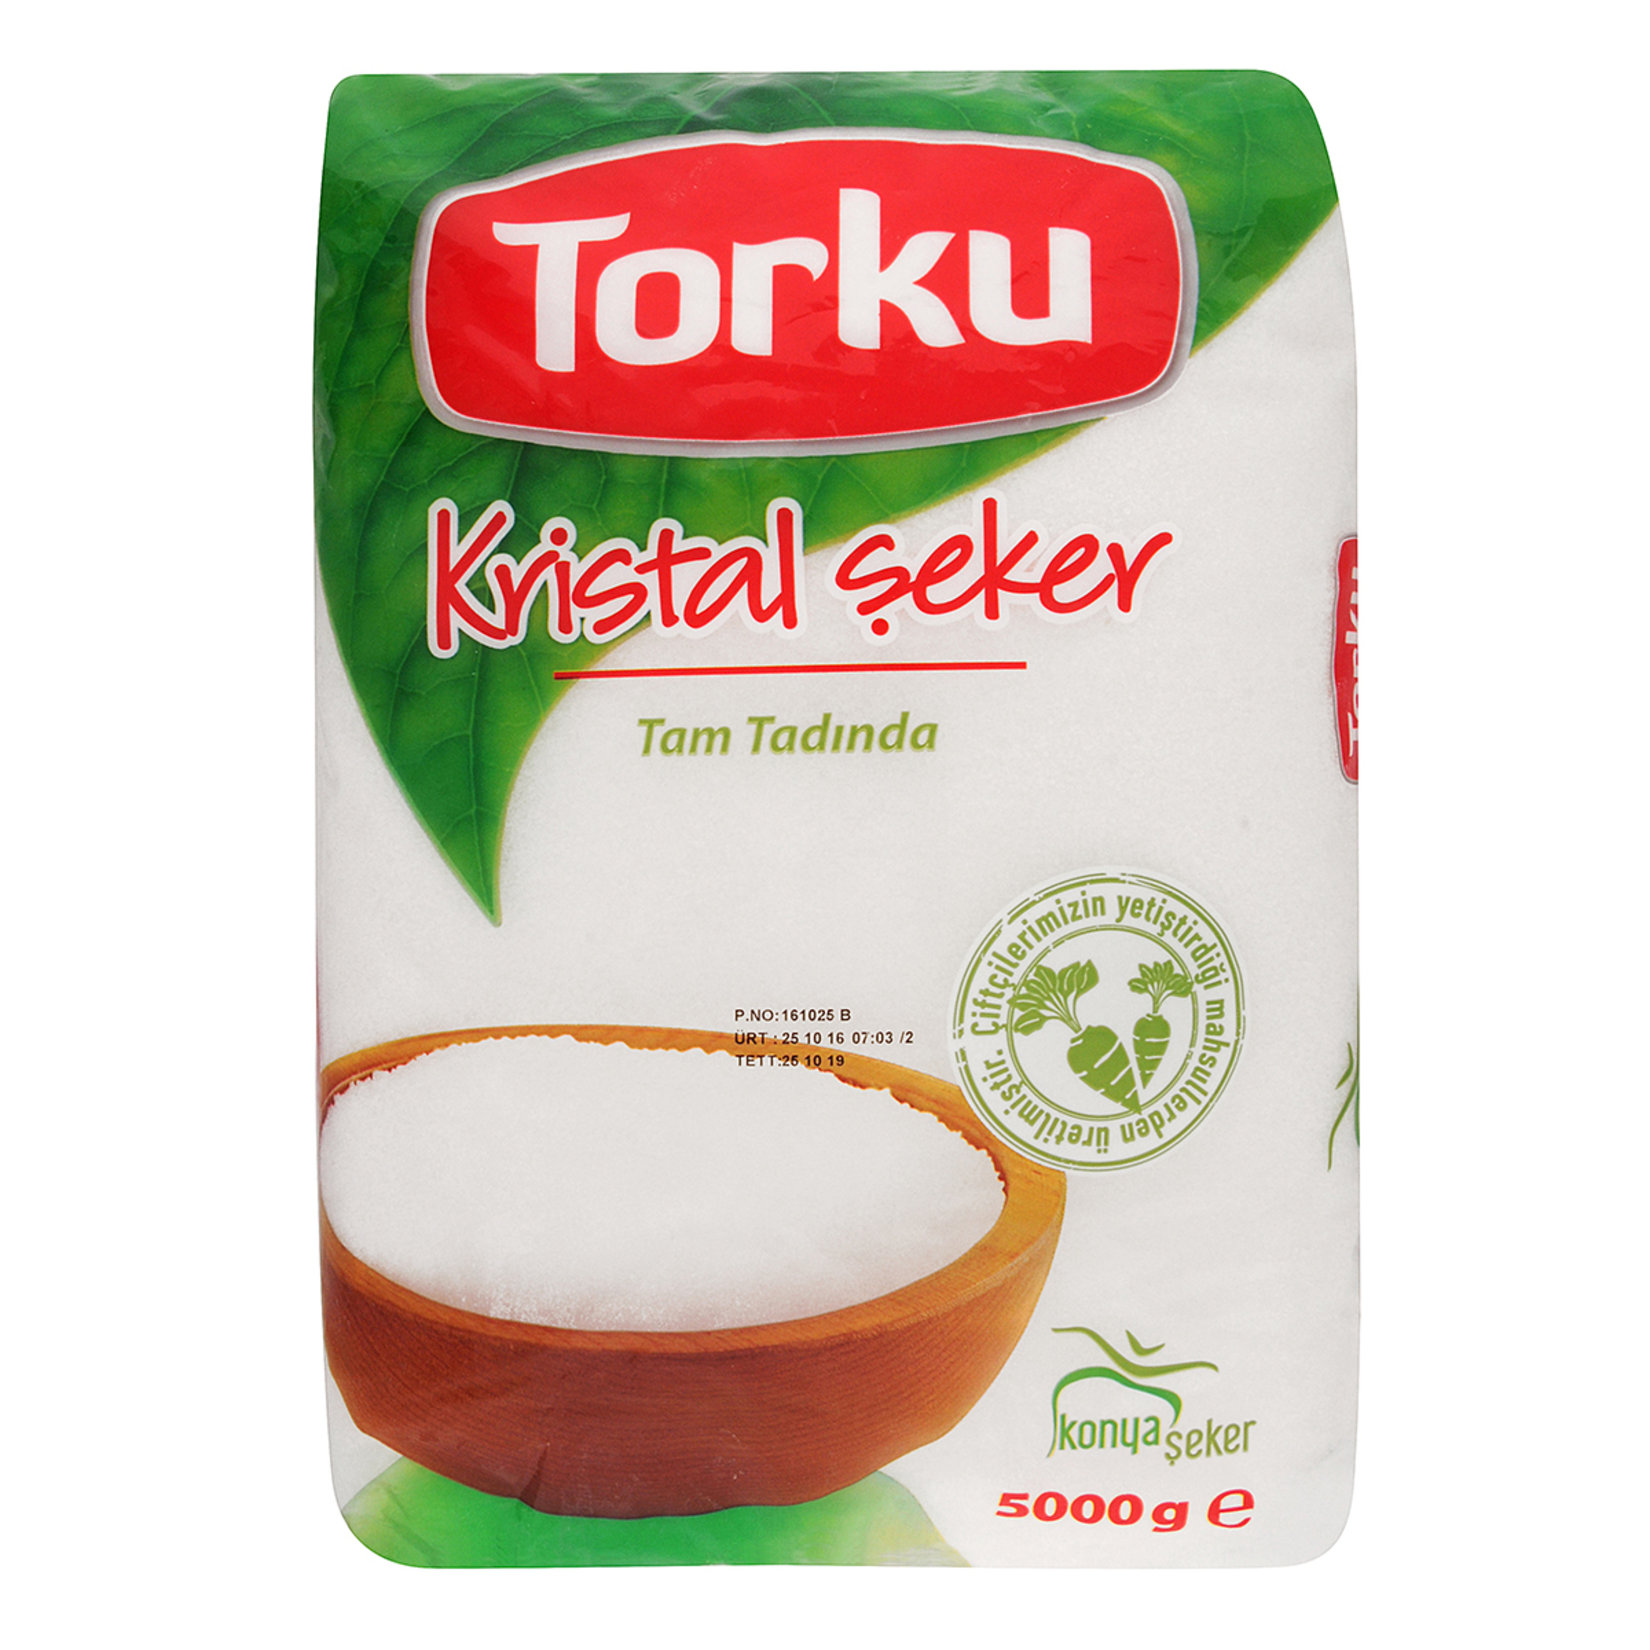 Torku
Kristal şeker
Tam Tadında
Çiftçilerimizin yetiştirdiği mahsullerden üretilmiştir.
P.NO:161025 B
ÜRT : 25 10 16 07:03 /2
TETT:25 10 19
konya şeker
5000 g e
Torku